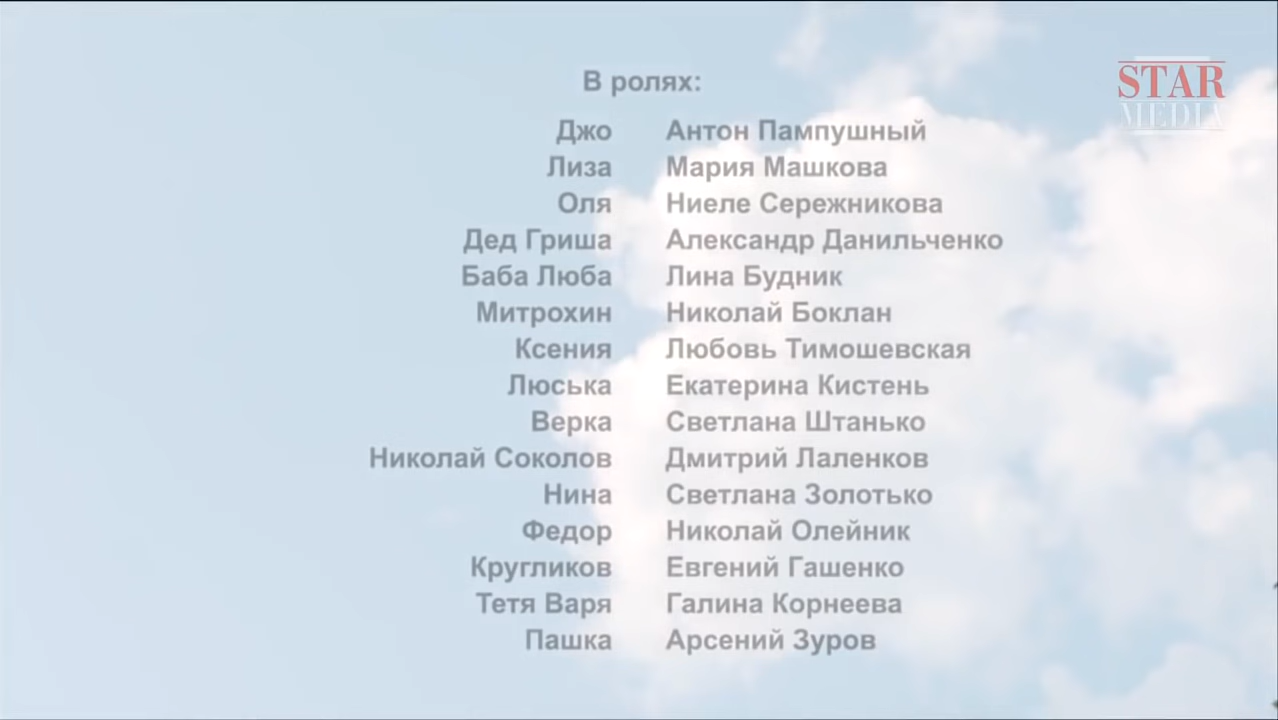 STAR
MEDIA
В ролях:
Джо Антон Пампушный
Лиза Мария Машкова
Оля Ниеле Сережникова
Дед Гриша Александр Данильченко
Баба Люба Лина Будник
Митрохин Николай Боклан
Ксения Любовь Тимошевская
Люська Екатерина Кистень
Верка Светлана Штанько
Николай Соколов Дмитрий Лаленков
Нина Светлана Золотько
Федор Николай Олейник
Кругликов Евгений Гашенко
Тетя Варя Галина Корнеева
Пашка Арсений Зуров